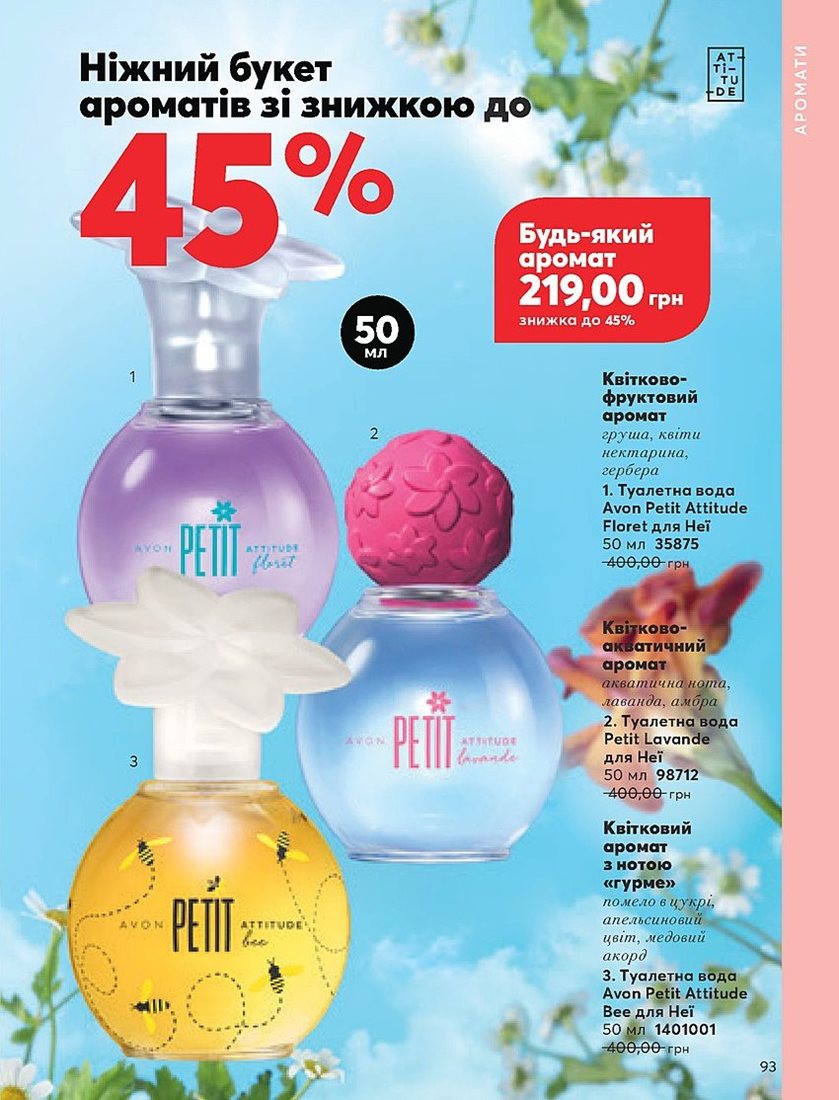 Ніжний букет
ароматів зі знижкою до
45%
AT
TI-
TU
DE
АРОМАТИ
Будь-який
аромат
219,00 грн
знижка до 45%
50
мл
1
AVON PETIT ATTITUDE
floret
2
AVON PETIT ATTITUDE
lavande
3
AVON PETIT ATTITUDE
bee
Квітково-
фруктовий
аромат
груша, квіти
нектарина,
гербера
1. Туалетна вода
Avon Petit Attitude
Floret для Неї
50 мл 35875
400,00 грн
Квітково-
акватичний
аромат
акватична нота,
лаванда, амбра
2. Туалетна вода
Petit Lavande
для Неї
50 мл 98712
400,00 грн
Квітковий
аромат
з нотою
«гурме»
помело в цукрі,
апельсиновий
цвіт, медовий
акорд
3. Туалетна вода
Avon Petit Attitude
Bee для Неї
50 мл 1401001
400,00 грн
93